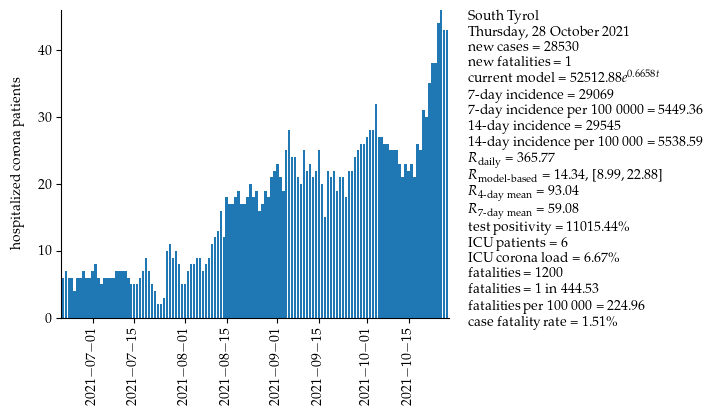 South Tyrol
Thursday, 28 October 2021
new cases = 28530
new fatalities = 1
current model = 52512.88e^0.6658t
7-day incidence = 29069
7-day incidence per 100 0000 = 5449.36
14-day incidence = 29545
14-day incidence per 100 000 = 5538.59
R_daily = 365.77
R_model-based = 14.34, [8.99, 22.88]
R_4-day mean = 93.04
R_7-day mean = 59.08
test positivity = 11015.44%
ICU patients = 6
ICU corona load = 6.67%
fatalities = 1200
fatalities = 1 in 444.53
fatalities per 100 000 = 224.96
case fatality rate = 1.51%
hospitalized corona patients
40
30
20
10
0
2021−07−01
2021−07−15
2021−08−01
2021−08−15
2021−09−01
2021−09−15
2021−10−01
2021−10−15